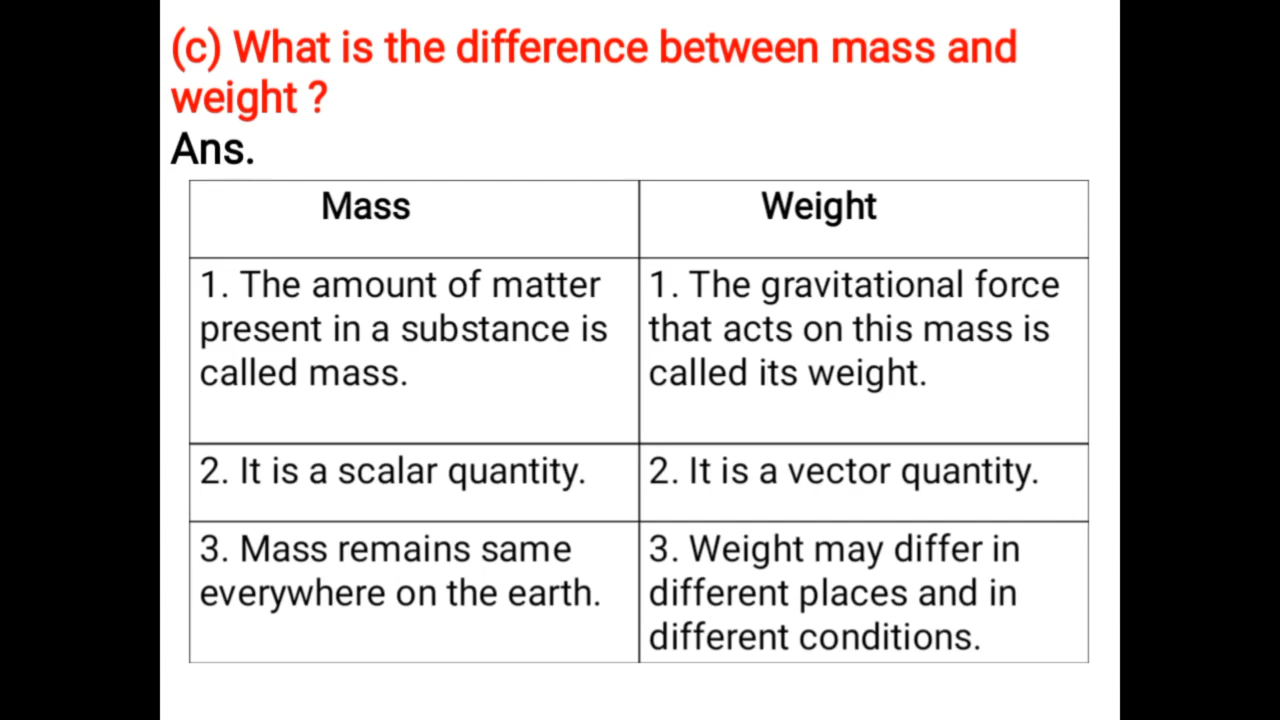 (c) What is the difference between mass and
weight ?
Ans.
Mass
Weight
1. The amount of matter
present in a substance is
called mass.
1. The gravitational force
that acts on this mass is
called its weight.
2. It is a scalar quantity.
2. It is a vector quantity.
3. Mass remains same
everywhere on the earth.
3. Weight may differ in
different places and in
different conditions.